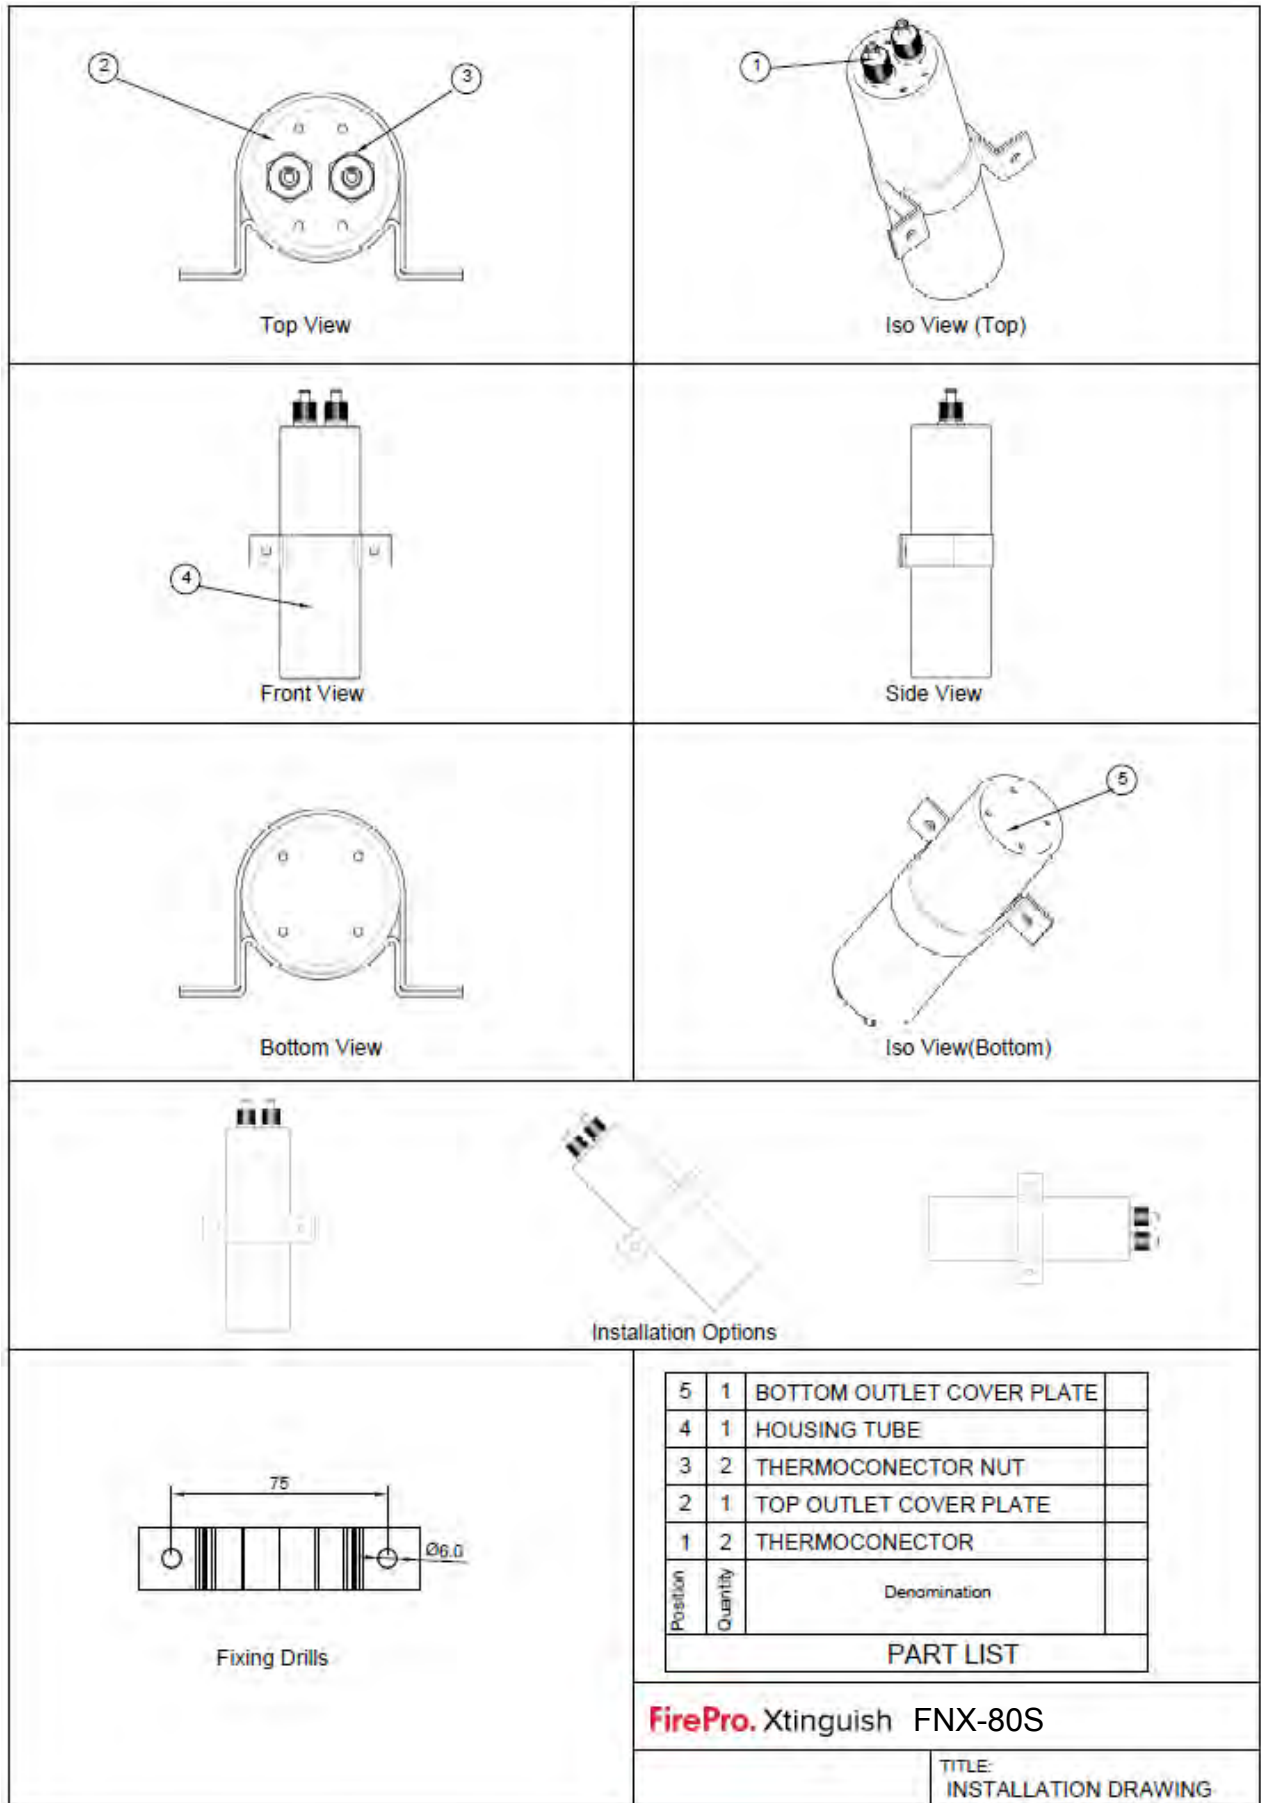 2
3
Top View
1
Iso View (Top)
4
Front View
Side View
Bottom View
5
Iso View(Bottom)
Installation Options
75
Ø6.0
Fixing Drills
5 1 BOTTOM OUTLET COVER PLATE
4 1 HOUSING TUBE
3 2 THERMOCONECTOR NUT
2 1 TOP OUTLET COVER PLATE
1 2 THERMOCONECTOR
Position Quantity Denomination
PART LIST
FirePro. Xtinguish FNX-80S
TITLE:
INSTALLATION DRAWING